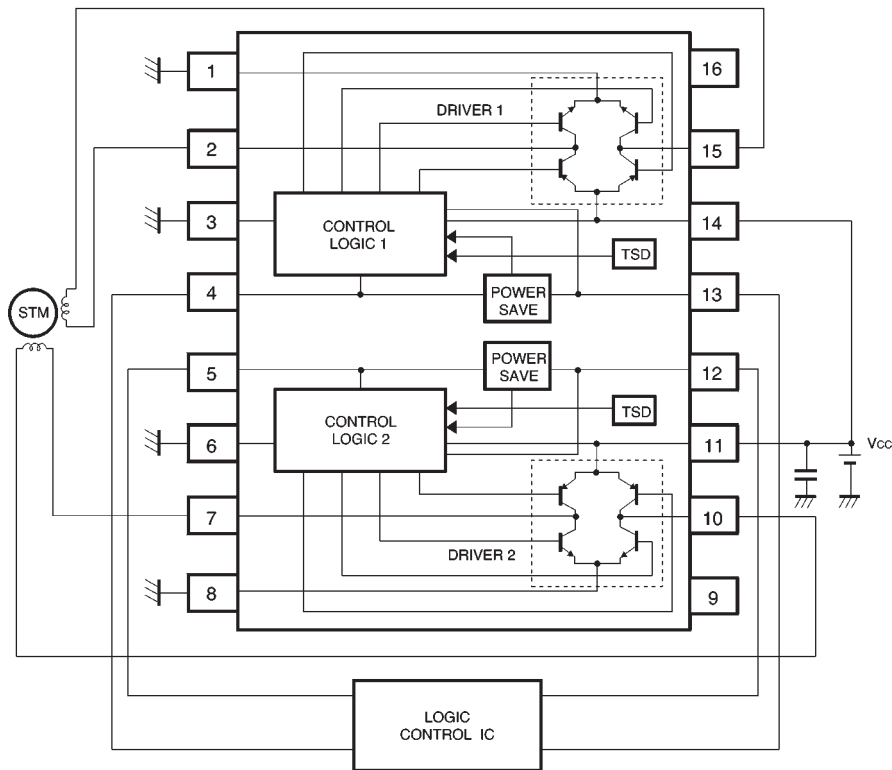 1
16
DRIVER 1
2
15
3
14
CONTROL
LOGIC 1
TSD
4
POWER
SAVE
13
STM
5
POWER
SAVE
12
CONTROL
LOGIC 2
TSD
6
11
Vcc
7
10
DRIVER 2
8
9
LOGIC
CONTROL IC